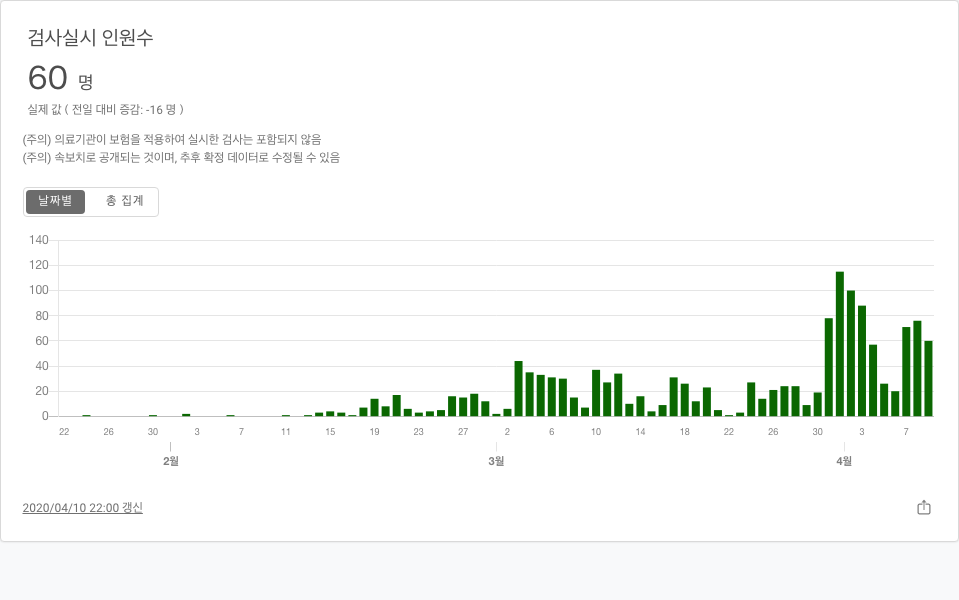 검사실시 인원수
60 명
실제 값 ( 전일 대비 증감: -16 명 )
(주의) 의료기관이 보험을 적용하여 실시한 검사는 포함되지 않음
(주의) 속보치로 공개되는 것이며, 추후 확정 데이터로 수정될 수 있음
날짜별 총 집계
140
120
100
80
60
40
20
0
22 26 30 3 7 11 15 19 23 27 2 6 10 14 18 22 26 30 3 7
2월 3월 4월
2020/04/10 22:00 갱신